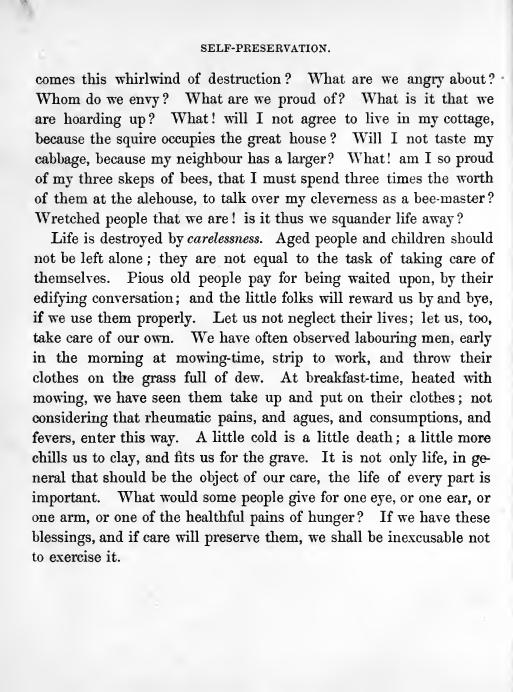 SELF-PRESERVATION.
comes this whirlwind of destruction? What are we angry about?
Whom do we envy? What are we proud of? What is it that we
are hoarding up? What! will I not agree to live in my cottage,
because the squire occupies the great house? Will I not taste my
cabbage, because my neighbour has a larger? What! am I so proud
of my three skeps of bees, that I must spend three times the worth
of them at the alehouse, to talk over my cleverness as a bee-master?
Wretched people that we are! is it thus we squander life away?
Life is destroyed by carelessness. Aged people and children should
not be left alone; they are not equal to the task of taking care of
themselves. Pious old people pay for being waited upon, by their
edifying conversation; and the little folks will reward us by and bye,
if we use them properly. Let us not neglect their lives; let us, too,
take care of our own. We have often observed labouring men, early
in the morning at mowing-time, strip to work, and throw their
clothes on the grass full of dew. At breakfast-time, heated with
mowing, we have seen them take up and put on their clothes; not
considering that rheumatic pains, and agues, and consumptions, and
fevers, enter this way. A little cold is a little death; a little more
chills us to clay, and fits us for the grave. It is not only life, in ge-
neral that should be the object of our care, the life of every part is
important. What would some people give for one eye, or one ear, or
one arm, or one of the healthful pains of hunger? If we have these
blessings, and if care will preserve them, we shall be inexcusable not
to exercise it.